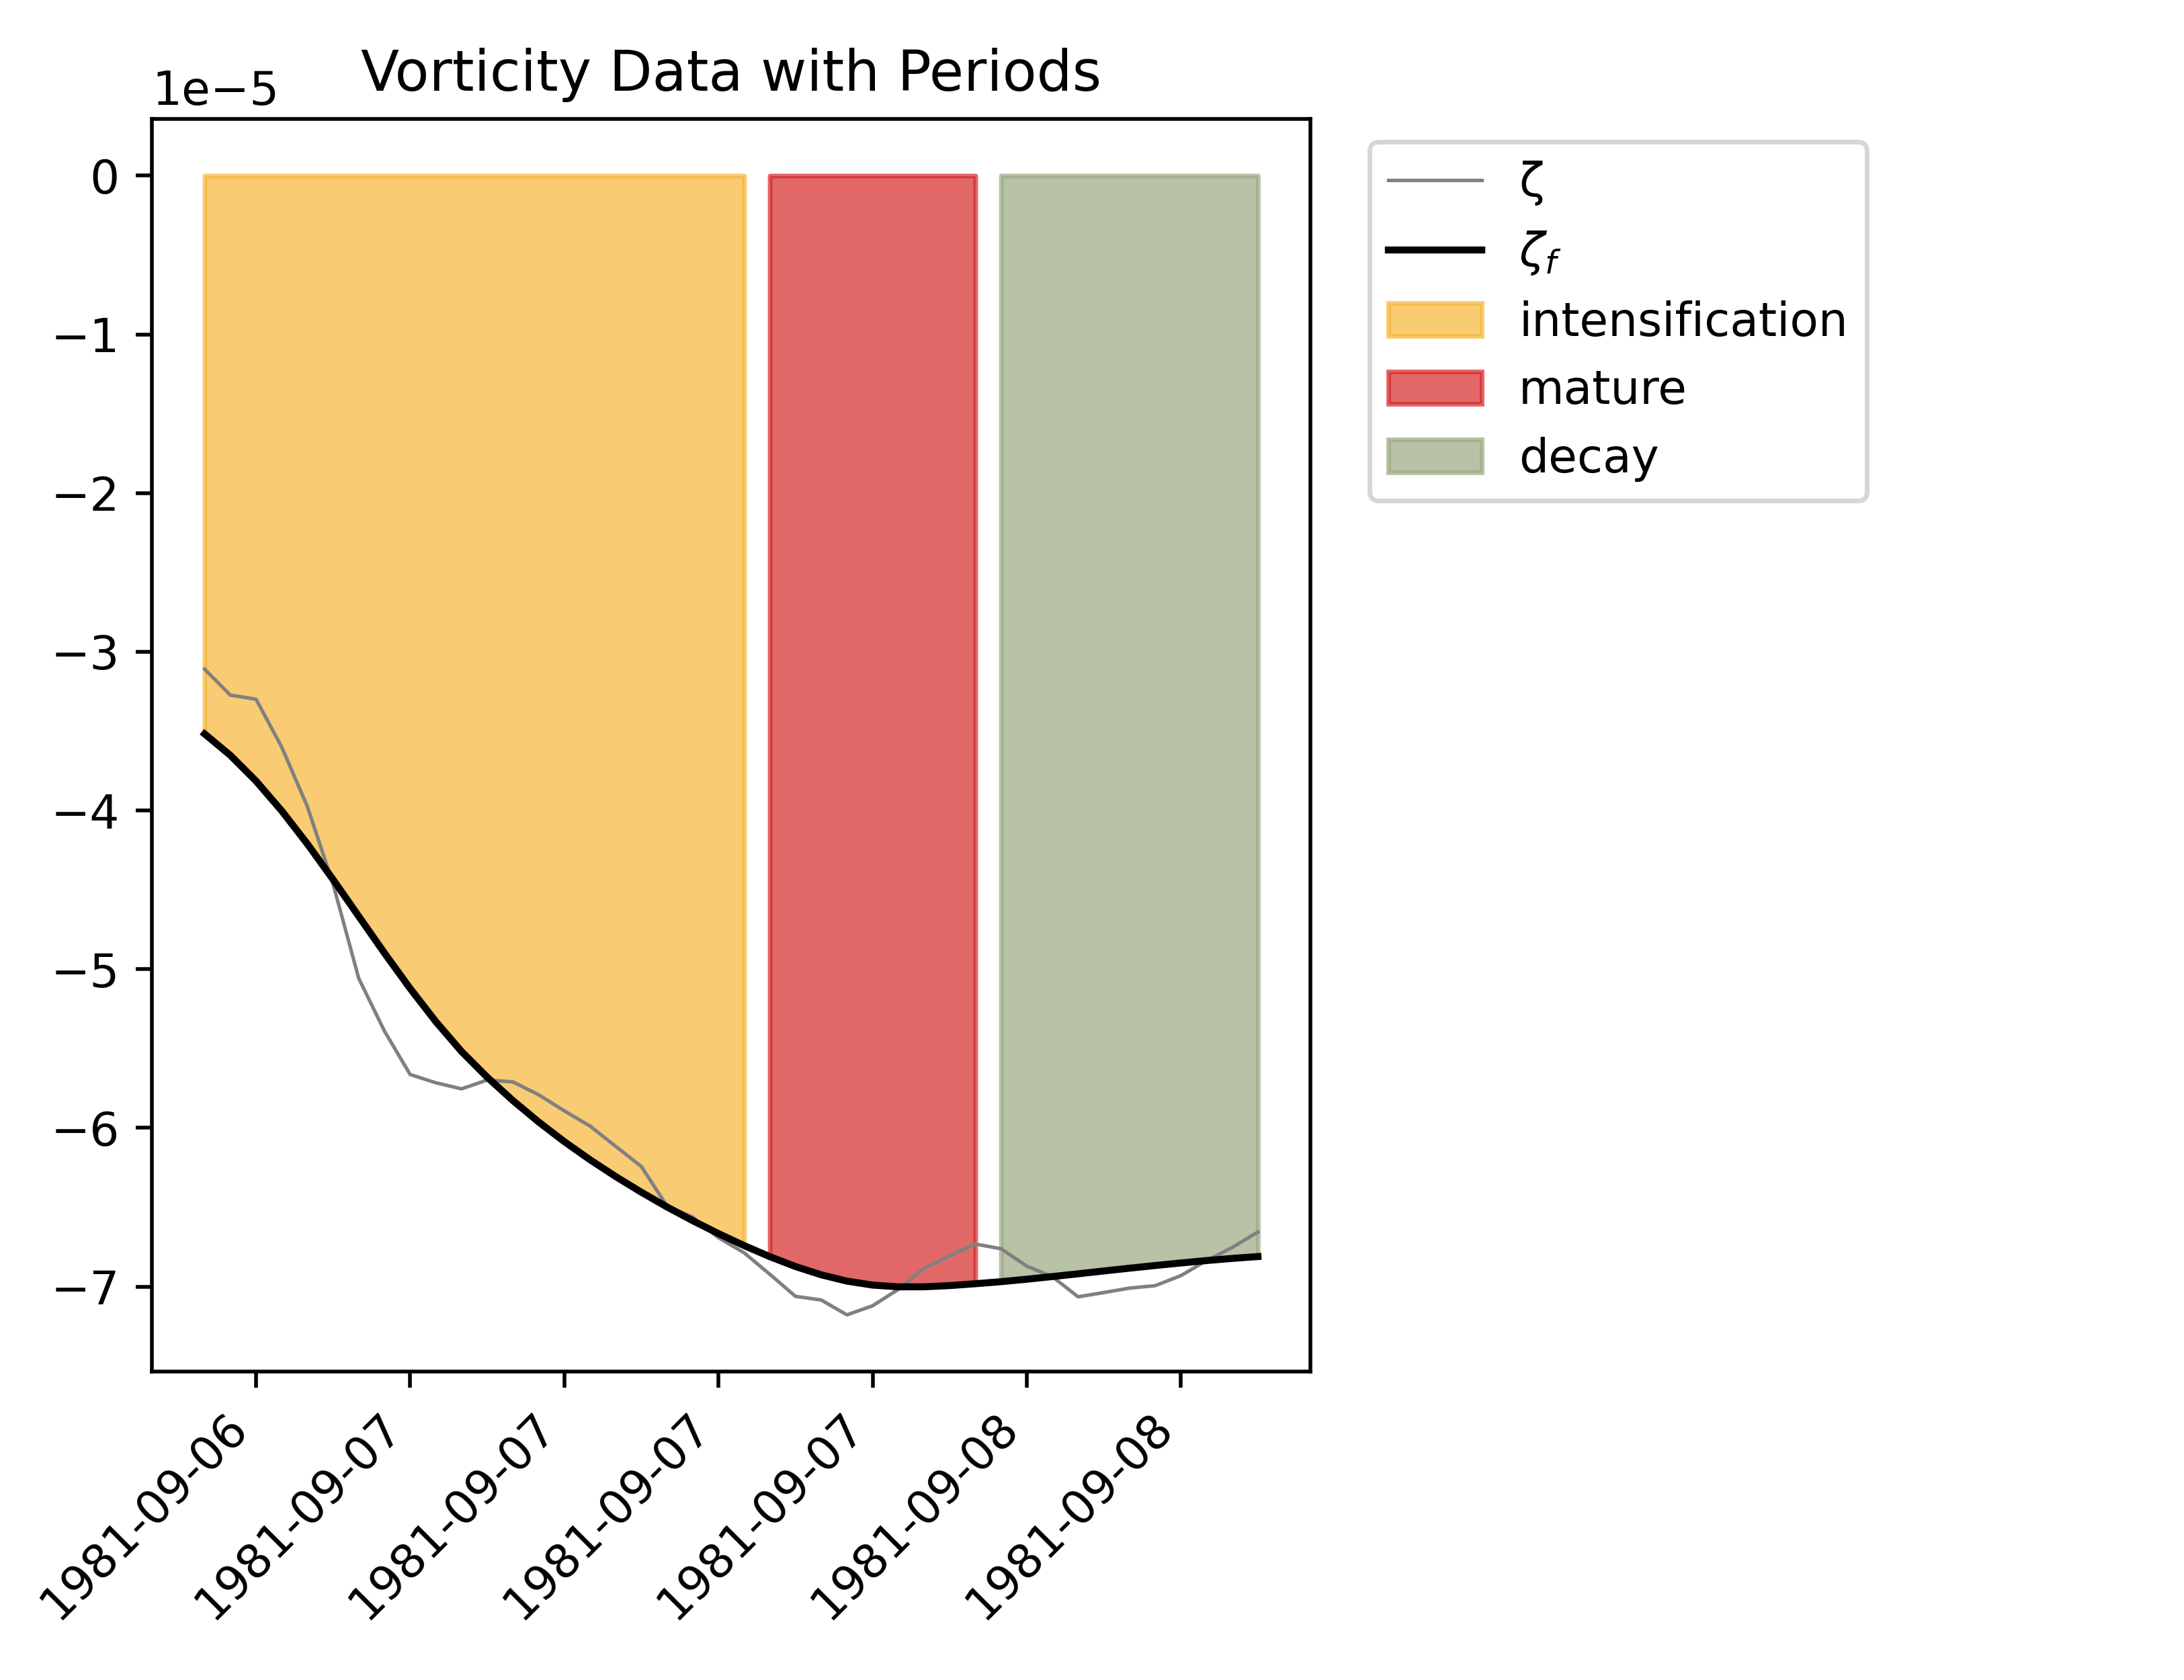 Vorticity Data with Periods
1e−5
0
−1
−2
−3
−4
−5
−6
−7
1981-09-06
1981-09-07
1981-09-07
1981-09-07
1981-09-07
1981-09-08
1981-09-08
ζ
ζf
intensification
mature
decay